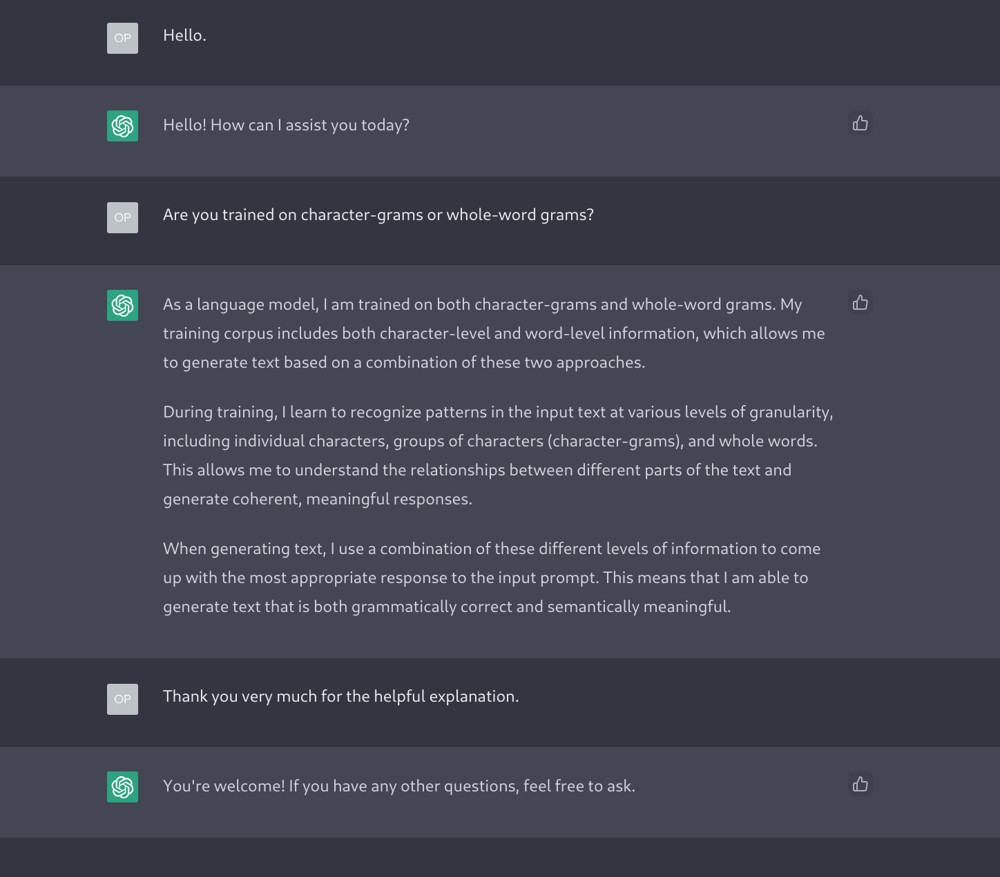 OP
Hello.
Hello! How can I assist you today?
OP
Are you trained on character-grams or whole-word grams?
As a language model, I am trained on both character-grams and whole-word grams. My
training corpus includes both character-level and word-level information, which allows me
to generate text based on a combination of these two approaches.
During training, I learn to recognize patterns in the input text at various levels of granularity,
including individual characters, groups of characters (character-grams), and whole words.
This allows me to understand the relationships between different parts of the text and
generate coherent, meaningful responses.
When generating text, I use a combination of these different levels of information to come
up with the most appropriate response to the input prompt. This means that I am able to
generate text that is both grammatically correct and semantically meaningful.
OP
Thank you very much for the helpful explanation.
You're welcome! If you have any other questions, feel free to ask.